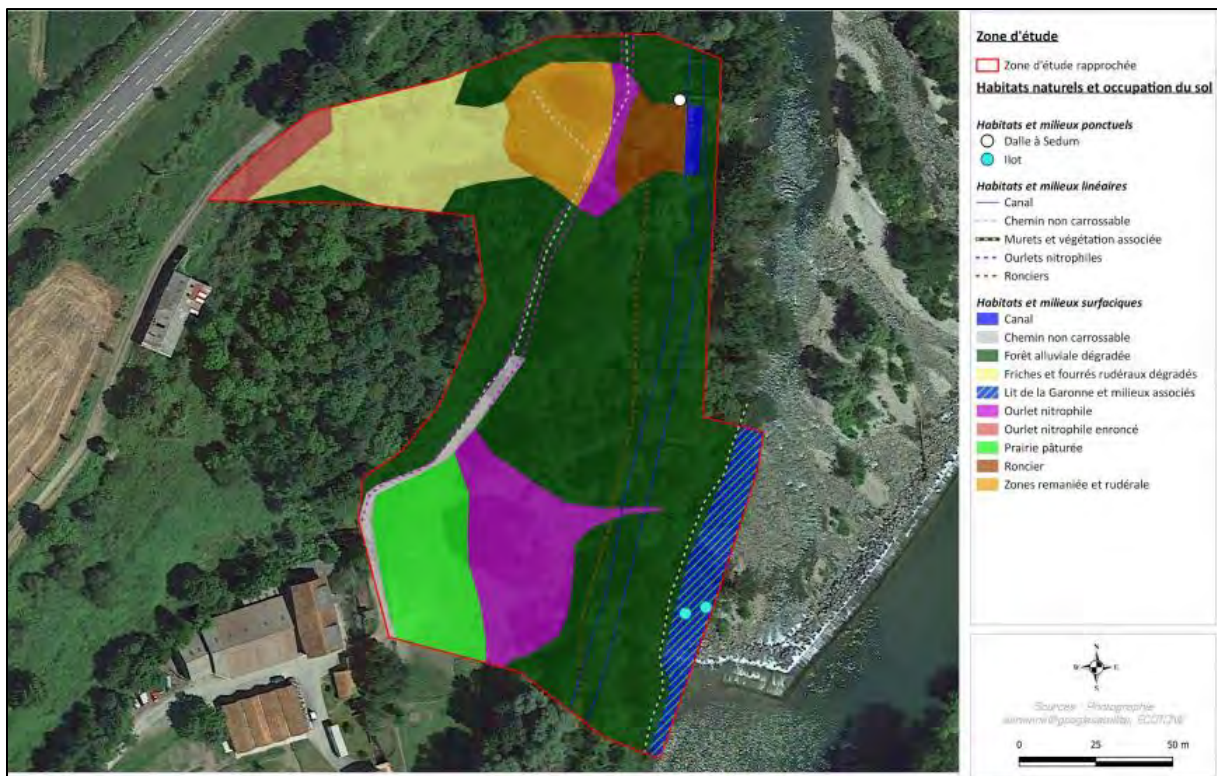 Zone d'étude
Zone d'étude rapprochée
Habitats naturels et occupation du sol
Habitats et milieux ponctuels
Dalle à Sedum
Ilot
Habitats et milieux linéaires
Canal
Chemin non carrossable
Murets et végétation associée
Ourlets nitrophiles
Ronciers
Habitats et milieux surfaciques
Canal
Chemin non carrossable
Forêt alluviale dégradée
Friches et fourrés rudéraux dégradés
Lit de la Garonne et milieux associés
Ourlet nitrophile
Ourlet nitrophile enroncé
Prairie pâturée
Roncier
Zones remaniée et rudérale
N
W E
S
Sources Photographie
0 25 50 m